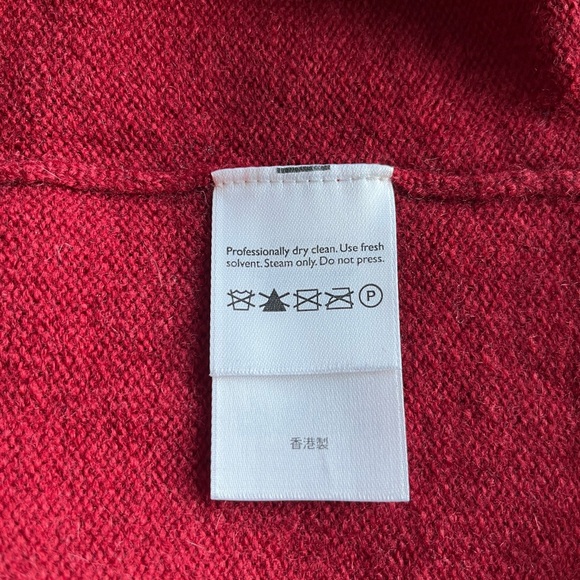 Professionally dry clean. Use fresh
solvent. Steam only. Do not press.
P
香港製